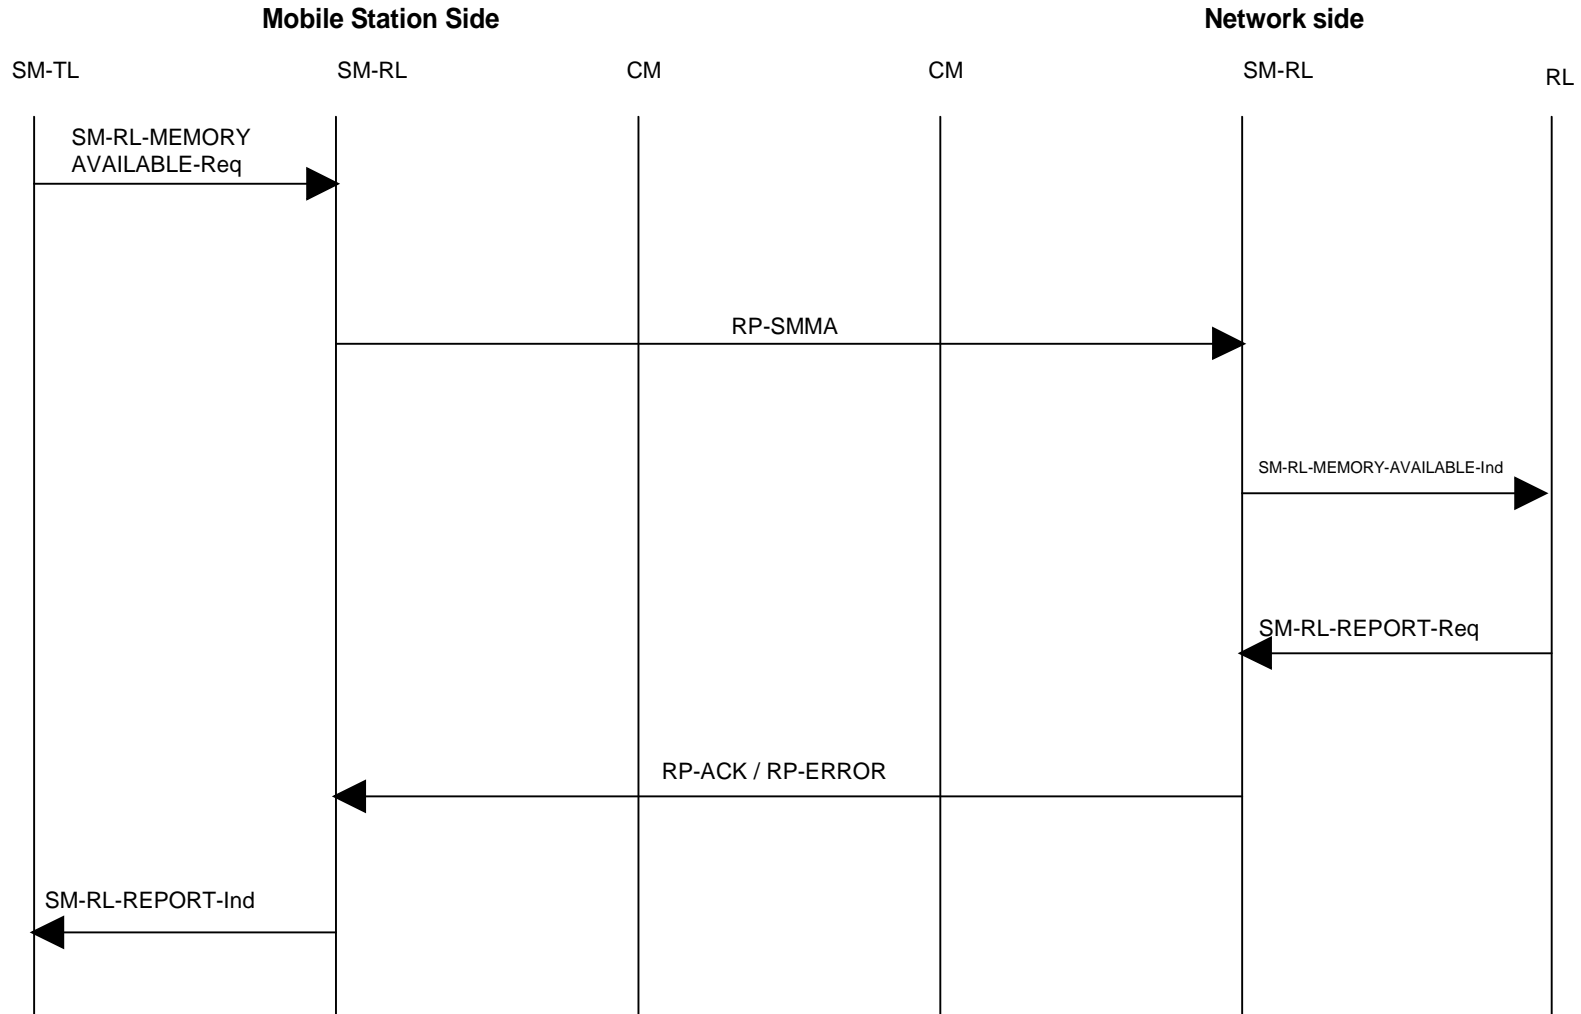 Mobile Station Side
Network side
SM-TL
SM-RL
CM
CM
SM-RL
RL
SM-RL-MEMORY
AVAILABLE-Req
RP-SMMA
SM-RL-MEMORY-AVAILABLE-Ind
SM-RL-REPORT-Req
RP-ACK / RP-ERROR
SM-RL-REPORT-Ind